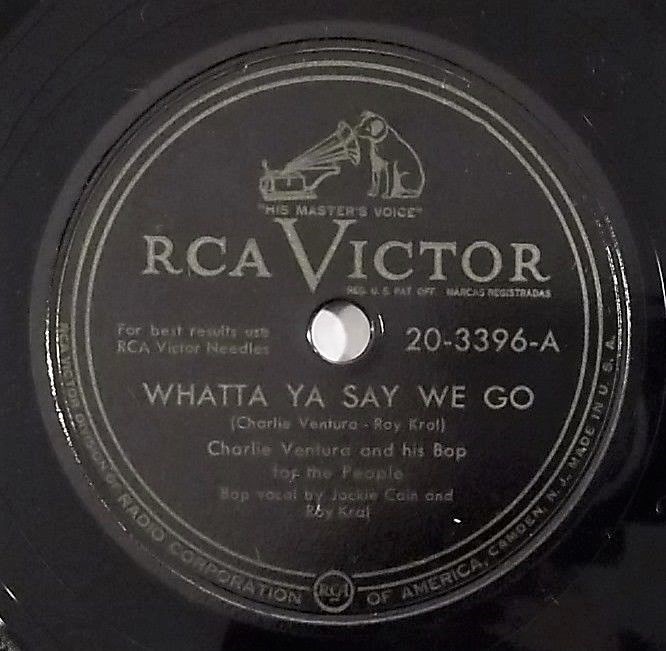 "HIS MASTER'S VOICE"
RCA VICTOR
REG. U. S. PAT. OFF. MARCAS REGISTRADAS
For best results use
RCA Victor Needles
20-3396-A
WHATTA YA SAY WE GO
(Charlie Ventura - Roy Kral)
Charlie Ventura and his Bop
for the People
Bop vocal by Jackie Cain and
Roy Kral
RCA VICTOR DIVISION OF RADIO CORPORATION OF AMERICA, CAMDEN, N. J. MADE IN U. S. A.
RCA